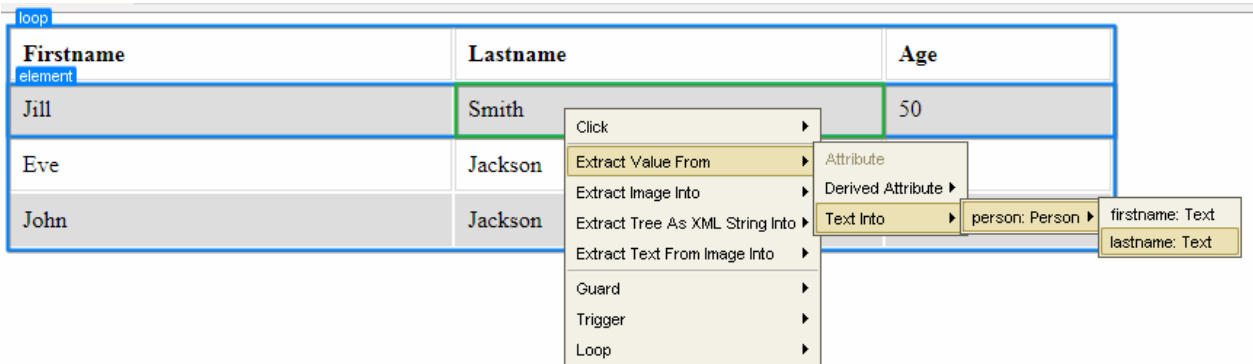 loop
Firstname Lastname Age
element
Jill Smith 50
Click
Eve Jackson Extract Value From Attribute
Extract Image Into Derived Attribute
John Jackson Extract Tree As XML String Into Text Into person: Person firstname: Text
lastname: Text
Extract Text From Image Into
Guard
Trigger
Loop